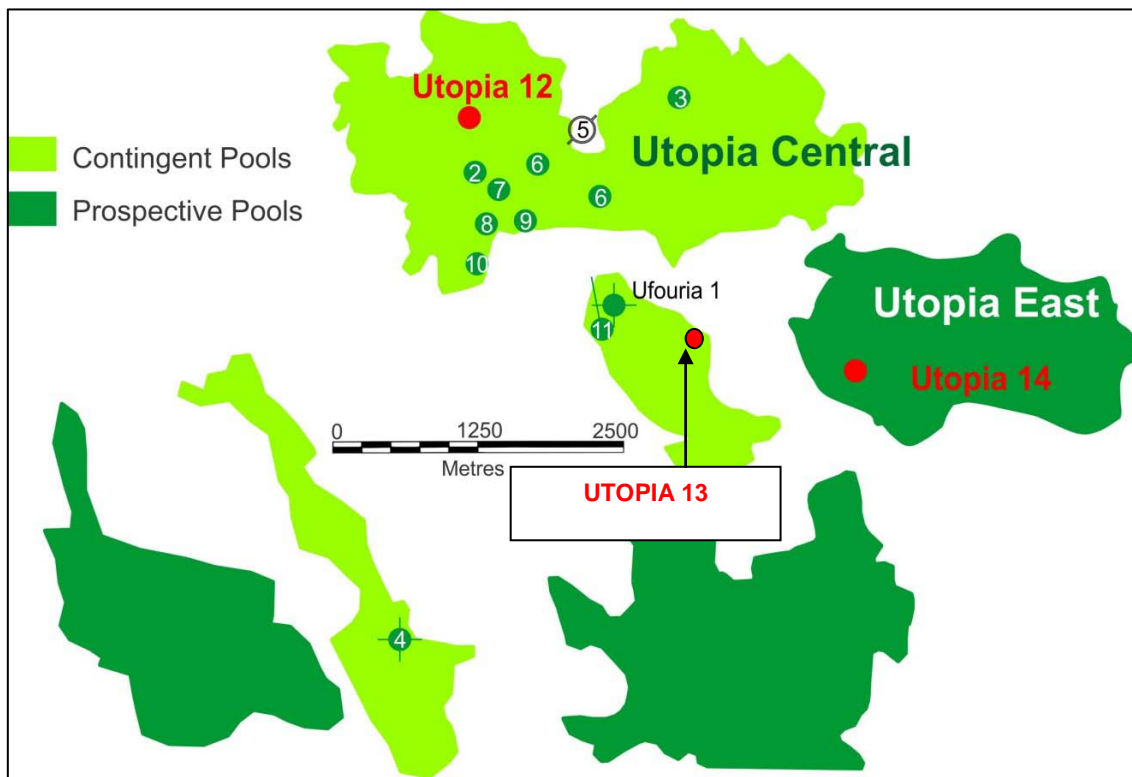 Utopia 12
3
5
Utopia Central
Contingent Pools
Prospective Pools
6
2
7
6
8
9
10
Utopia East
Ufouria 1
11
Utopia 14
0 1250 2500
Metres
UTOPIA 13
4